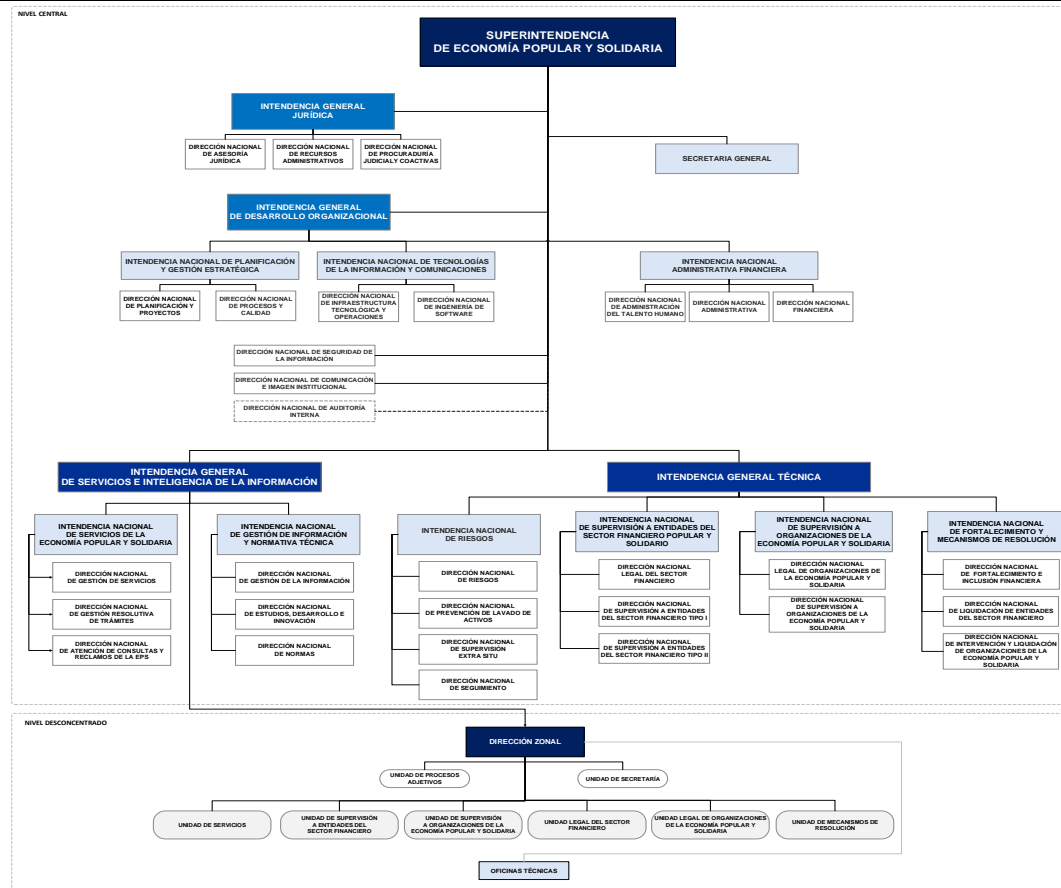 NIVEL CENTRAL
SUPERINTENDENCIA
DE ECONOMÍA POPULAR Y SOLIDARIA
INTENDENCIA GENERAL
JURÍDICA
DIRECCIÓN NACIONAL
DE ASESORÍA
JURÍDICA
DIRECCIÓN NACIONAL
DE RECURSOS
ADMINISTRATIVOS
DIRECCIÓN NACIONAL
DE PROCURADURÍA
JUDICIAL Y COACTIVAS
SECRETARIA GENERAL
INTENDENCIA GENERAL
DE DESARROLLO ORGANIZACIONAL
INTENDENCIA NACIONAL DE PLANIFICACIÓN
Y GESTIÓN ESTRATÉGICA
INTENDENCIA NACIONAL DE TECNOLOGÍAS
DE LA INFORMACIÓN Y COMUNICACIONES
INTENDENCIA NACIONAL
ADMINISTRATIVA FINANCIERA
DIRECCIÓN NACIONAL
DE PLANIFICACIÓN Y
PROYECTOS
DIRECCIÓN NACIONAL
DE PROCESOS Y
CALIDAD
DIRECCIÓN NACIONAL
DE INFRAESTRUCTURA
TECNOLÓGICA Y
OPERACIONES
DIRECCIÓN NACIONAL
DE INGENIERÍA DE
SOFTWARE
DIRECCIÓN NACIONAL
DE ADMINISTRACIÓN
DEL TALENTO HUMANO
DIRECCIÓN NACIONAL
ADMINISTRATIVA
DIRECCIÓN NACIONAL
FINANCIERA
DIRECCIÓN NACIONAL DE SEGURIDAD DE
LA INFORMACIÓN
DIRECCIÓN NACIONAL DE COMUNICACIÓN
E IMAGEN INSTITUCIONAL
DIRECCIÓN NACIONAL DE AUDITORÍA
INTERNA
INTENDENCIA GENERAL
DE SERVICIOS E INTELIGENCIA DE LA INFORMACIÓN
INTENDENCIA GENERAL TÉCNICA
INTENDENCIA NACIONAL
DE SERVICIOS DE LA
ECONOMÍA POPULAR Y SOLIDARIA
DIRECCIÓN NACIONAL
DE GESTIÓN DE SERVICIOS
DIRECCIÓN NACIONAL
DE GESTIÓN RESOLUTIVA
DE TRÁMITES
DIRECCIÓN NACIONAL
DE ATENCIÓN DE CONSULTAS Y
RECLAMOS DE LA EPS
INTENDENCIA NACIONAL
DE GESTIÓN DE INFORMACIÓN
Y NORMATIVA TÉCNICA
DIRECCIÓN NACIONAL
DE GESTIÓN DE LA INFORMACIÓN
DIRECCIÓN NACIONAL
DE ESTUDIOS, DESARROLLO E
INNOVACIÓN
DIRECCIÓN NACIONAL
DE NORMAS
INTENDENCIA NACIONAL
DE RIESGOS
DIRECCIÓN NACIONAL
DE RIESGOS
DIRECCIÓN NACIONAL
DE PREVENCIÓN DE LAVADO DE
ACTIVOS
DIRECCIÓN NACIONAL
DE SUPERVISIÓN
EXTRA SITU
DIRECCIÓN NACIONAL
DE SEGUIMIENTO
INTENDENCIA NACIONAL
DE SUPERVISIÓN A ENTIDADES DEL
SECTOR FINANCIERO POPULAR Y
SOLIDARIO
DIRECCIÓN NACIONAL
LEGAL DEL SECTOR
FINANCIERO
DIRECCIÓN NACIONAL
DE SUPERVISIÓN A ENTIDADES
DEL SECTOR FINANCIERO TIPO I
DIRECCIÓN NACIONAL
DE SUPERVISIÓN A ENTIDADES
DEL SECTOR FINANCIERO TIPO II
INTENDENCIA NACIONAL
DE SUPERVISIÓN A
ORGANIZACIONES DE LA
ECONOMÍA POPULAR Y SOLIDARIA
DIRECCIÓN NACIONAL
LEGAL DE ORGANIZACIONES DE
LA ECONOMÍA POPULAR Y
SOLIDARIA
DIRECCIÓN NACIONAL
DE SUPERVISIÓN A
ORGANIZACIONES DE LA
ECONOMÍA POPULAR Y
SOLIDARIA
INTENDENCIA NACIONAL
DE FORTALECIMIENTO Y
MECANISMOS DE RESOLUCIÓN
DIRECCIÓN NACIONAL
DE FORTALECIMIENTO E
INCLUSIÓN FINANCIERA
DIRECCIÓN NACIONAL
DE LIQUIDACIÓN DE ENTIDADES
DEL SECTOR FINANCIERO
DIRECCIÓN NACIONAL
DE INTERVENCIÓN Y LIQUIDACIÓN
DE ORGANIZACIONES DE LA
ECONOMÍA POPULAR Y
SOLIDARIA
NIVEL DESCONCENTRADO
DIRECCIÓN ZONAL
UNIDAD DE PROCESOS
ADJETIVOS
UNIDAD DE SECRETARÍA
UNIDAD DE SERVICIOS
UNIDAD DE SUPERVISIÓN
A ENTIDADES DEL
SECTOR FINANCIERO
UNIDAD DE SUPERVISIÓN
A ORGANIZACIONES DE LA
ECONOMÍA POPULAR Y SOLIDARIA
UNIDAD LEGAL DEL SECTOR
FINANCIERO
UNIDAD LEGAL DE ORGANIZACIONES
DE LA ECONOMÍA POPULAR Y
SOLIDARIA
UNIDAD DE MECANISMOS DE
RESOLUCIÓN
OFICINAS TÉCNICAS